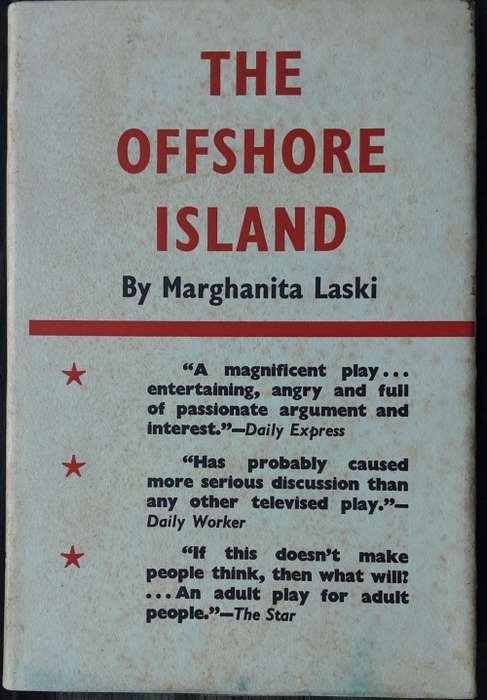 THE
OFFSHORE
ISLAND
By Marghanita Laski
"A magnificent play...
entertaining, angry and full
of passionate argument and
interest."—Daily Express
"Has probably caused
more serious discussion than
any other televised play."—
Daily Worker
"If this doesn't make
people think, then what will?
...An adult play for adult
people."—The Star